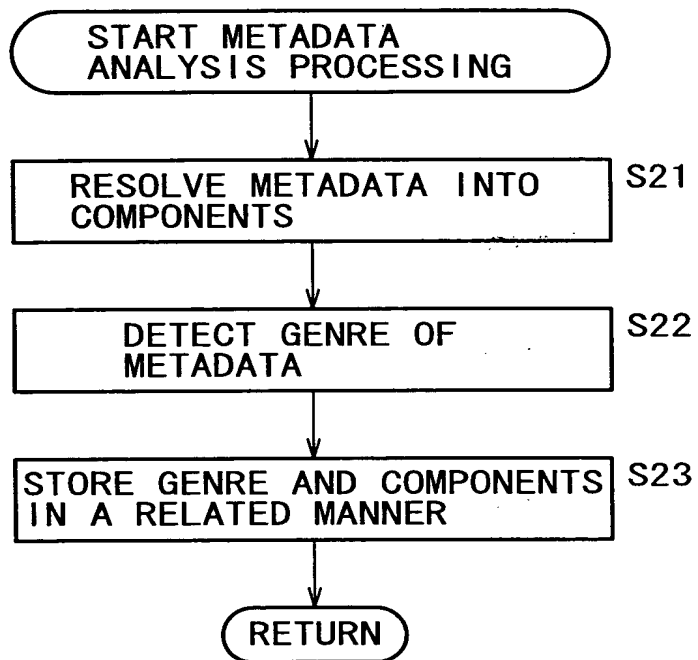 START METADATA
ANALYSIS PROCESSING
RESOLVE METADATA INTO
COMPONENTS
S21
DETECT GENRE OF
METADATA
S22
STORE GENRE AND COMPONENTS
IN A RELATED MANNER
S23
RETURN